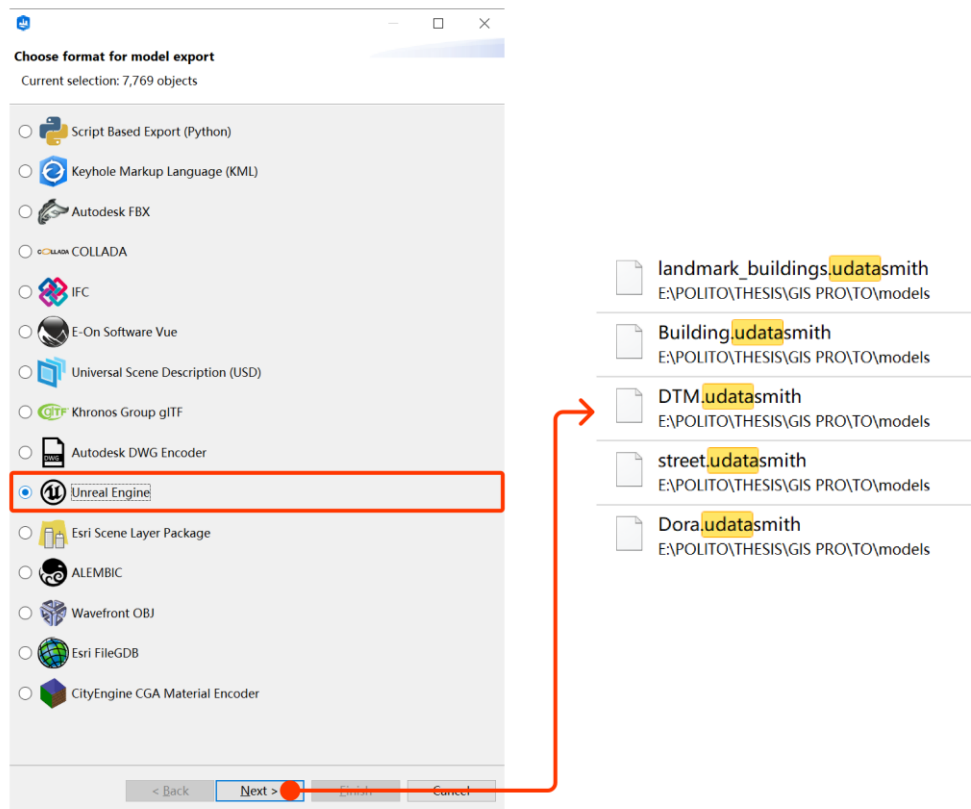 Choose format for model export
Current selection: 7,769 objects
Script Based Export (Python)
Keyhole Markup Language (KML)
Autodesk FBX
COLLADA COLLADA
IFC
E-On Software Vue
Universal Scene Description (USD)
glTF Khronos Group glTF
DWG Autodesk DWG Encoder
Unreal Engine
Esri Scene Layer Package
ALEMBIC
Wavefront OBJ
Esri FileGDB
CityEngine CGA Material Encoder
< Back Next > Finish Cancel
landmark_buildings.udatasmith
E:\POLITO\THESIS\GIS PRO\TO\models
Building.udatasmith
E:\POLITO\THESIS\GIS PRO\TO\models
DTM.udatasmith
E:\POLITO\THESIS\GIS PRO\TO\models
street.udatasmith
E:\POLITO\THESIS\GIS PRO\TO\models
Dora.udatasmith
E:\POLITO\THESIS\GIS PRO\TO\models